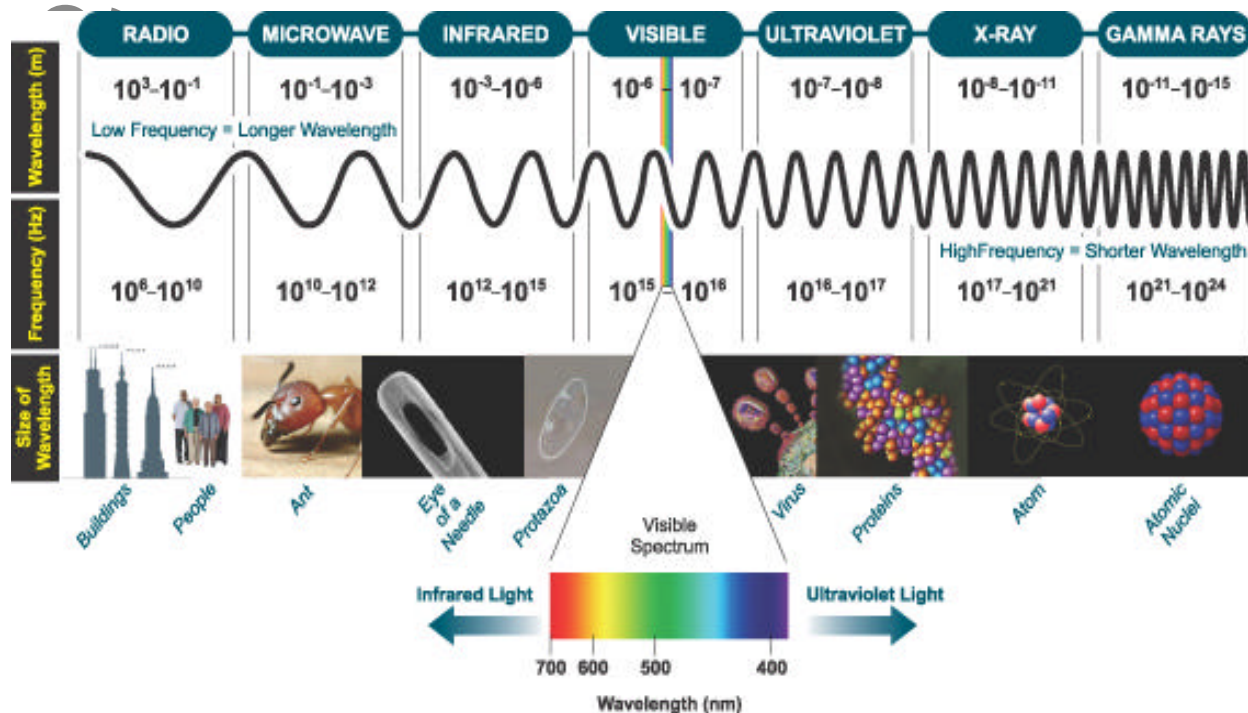 RADIO
MICROWAVE
INFRARED
VISIBLE
ULTRAVIOLET
X-RAY
GAMMA RAYS
Wavelength (m)
10³–10⁻¹
10⁻¹–10⁻³
10⁻³–10⁻⁶
10⁻⁶ – 10⁻⁷
10⁻⁷–10⁻⁸
10⁻⁸–10⁻¹¹
10⁻¹¹–10⁻¹⁵
Low Frequency = Longer Wavelength
Frequency (Hz)
HighFrequency = Shorter Wavelength
10⁶–10¹⁰
10¹⁰–10¹²
10¹²–10¹⁵
10¹⁵ – 10¹⁶
10¹⁶–10¹⁷
10¹⁷–10²¹
10²¹–10²⁴
Size of
Wavelength
Buildings
People
Ant
Eye
of a
Needle
Protazoa
Virus
Proteins
Atom
Atomic
Nuclei
Visible
Spectrum
Infrared Light
Ultraviolet Light
700
600
500
400
Wavelength (nm)